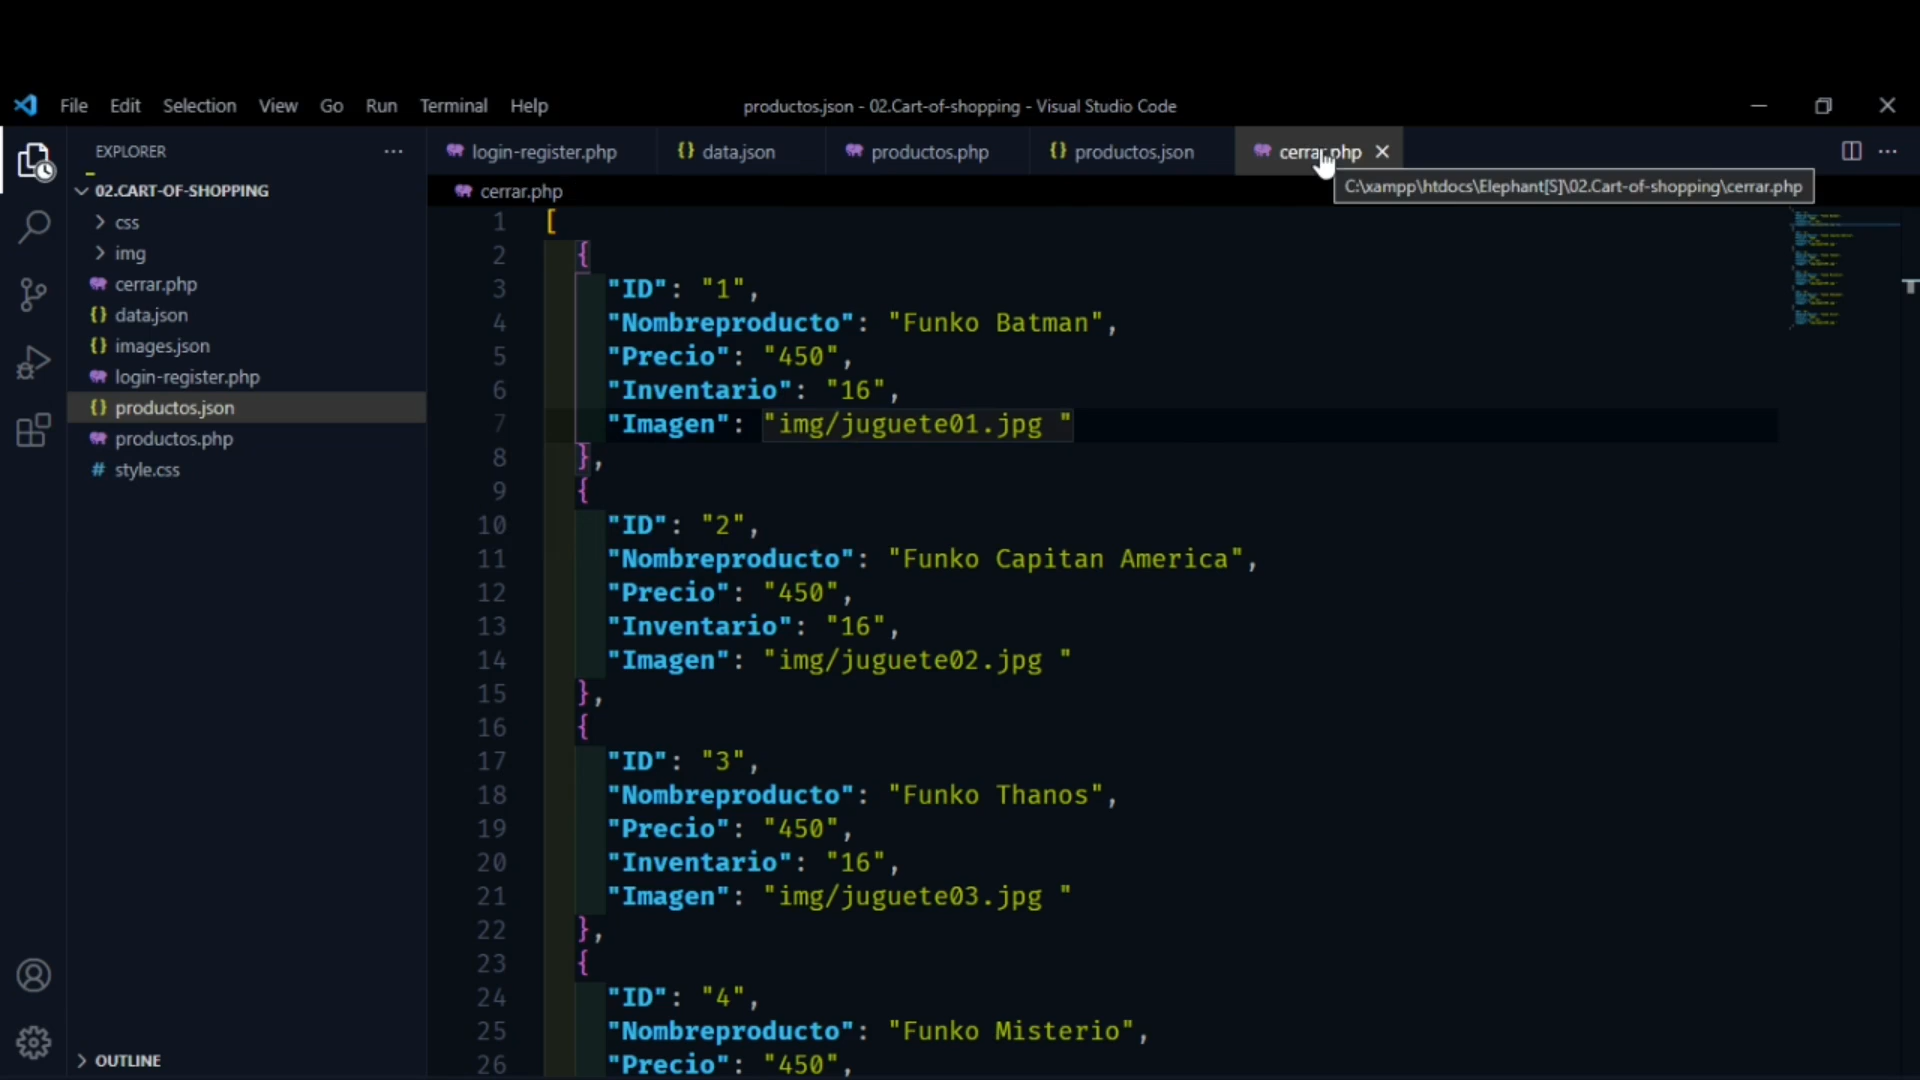 File Edit Selection View Go Run Terminal Help productos.json - 02.Cart-of-shopping - Visual Studio Code
EXPLORER
02.CART-OF-SHOPPING
css
img
cerrar.php
data.json
images.json
login-register.php
productos.json
productos.php
style.css
OUTLINE
login-register.php data.json productos.php productos.json cerrar.php
C:\xampp\htdocs\Elephant[S]\02.Cart-of-shopping\cerrar.php
cerrar.php
1 [
2 {
3 "ID": "1",
4 "Nombreproducto": "Funko Batman",
5 "Precio": "450",
6 "Inventario": "16",
7 "Imagen": "img/juguete01.jpg "
8 },
9 {
10 "ID": "2",
11 "Nombreproducto": "Funko Capitan America",
12 "Precio": "450",
13 "Inventario": "16",
14 "Imagen": "img/juguete02.jpg "
15 },
16 {
17 "ID": "3",
18 "Nombreproducto": "Funko Thanos",
19 "Precio": "450",
20 "Inventario": "16",
21 "Imagen": "img/juguete03.jpg "
22 },
23 {
24 "ID": "4",
25 "Nombreproducto": "Funko Misterio",
26 "Precio": "450",